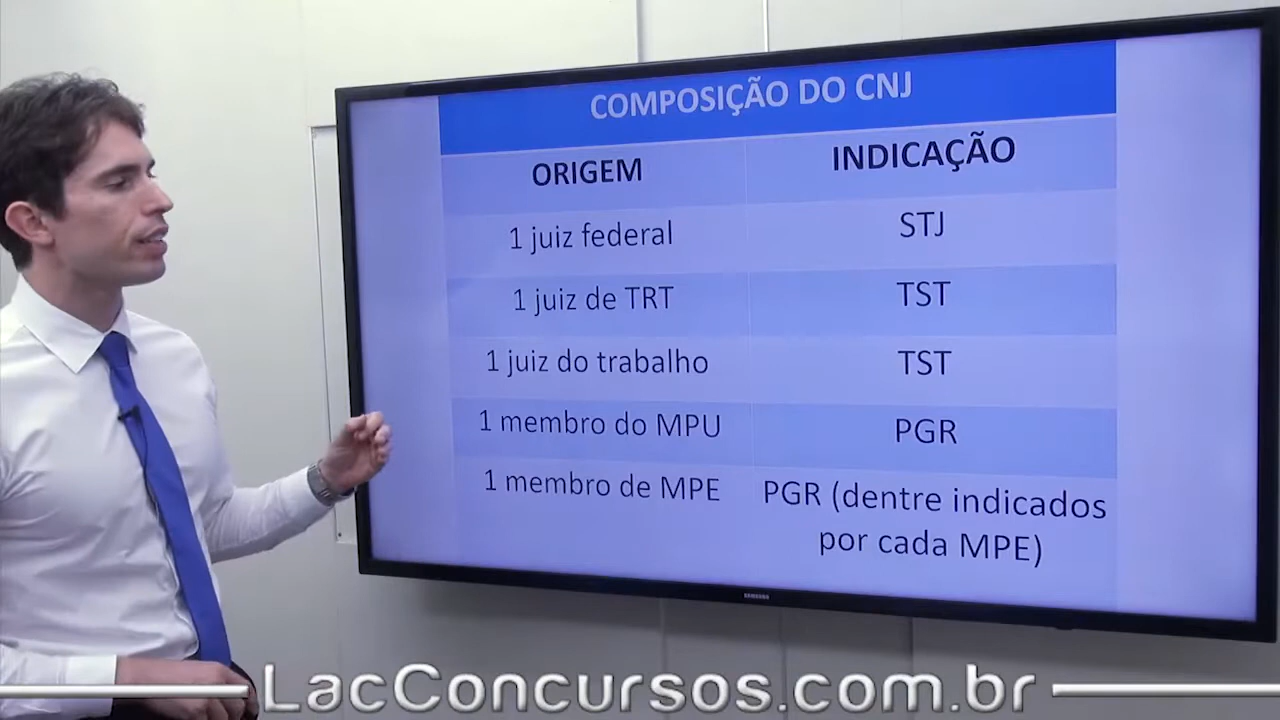 COMPOSIÇÃO DO CNJ
ORIGEM INDICAÇÃO
1 juiz federal STJ
1 juiz de TRT TST
1 juiz do trabalho TST
1 membro do MPU PGR
1 membro de MPE PGR (dentre indicados
por cada MPE)
SAMSUNG
LacConcursos.com.br